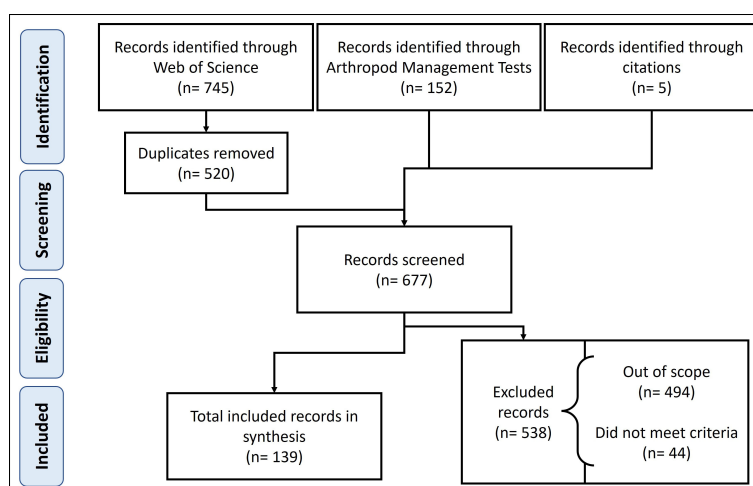 Identification
Screening
Eligibility
Included
Records identified through
Web of Science
(n= 745)
Records identified through
Arthropod Management Tests
(n= 152)
Records identified through
citations
(n= 5)
Duplicates removed
(n= 520)
Records screened
(n= 677)
Total included records in
synthesis
(n= 139)
Excluded
records
(n= 538)
Out of scope
(n= 494)
Did not meet criteria
(n= 44)